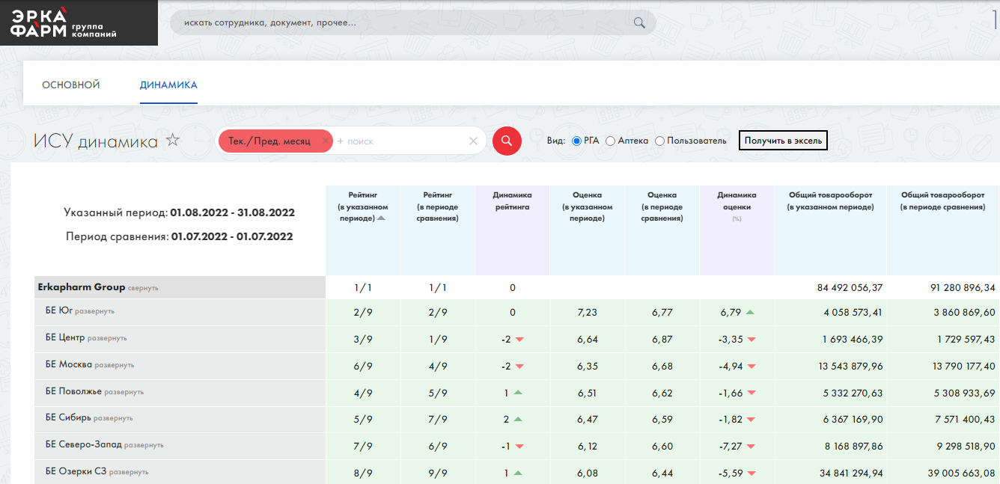 ЭРКА
ФАРМ группа компаний
искать сотрудника, документ, прочее...
ОСНОВНОЙ ДИНАМИКА
ИСУ динамика Тек./Пред. месяц × + поиск Вид: РГА Аптека Пользователь Получить в эксель
Указанный период: 01.08.2022 - 31.08.2022
Период сравнения: 01.07.2022 - 01.07.2022
Рейтинг (в указанном периоде) Рейтинг (в периоде сравнения) Динамика рейтинга Оценка (в указанном периоде) Оценка (в периоде сравнения) Динамика оценки (%) Общий товарооборот (в указанном периоде) Общий товарооборот (в периоде сравнения)
Erkapharm Group свернуть 1/1 1/1 0 84 492 056,37 91 280 896,34
БЕ Юг развернуть 2/9 2/9 0 7,23 6,77 6,79 4 058 573,41 3 860 869,60
БЕ Центр развернуть 3/9 1/9 -2 6,64 6,87 -3,35 1 693 466,39 1 729 597,43
БЕ Москва развернуть 6/9 4/9 -2 6,35 6,68 -4,94 13 543 879,96 13 790 177,40
БЕ Поволжье развернуть 4/9 5/9 1 6,51 6,62 -1,66 5 332 270,63 5 308 933,69
БЕ Сибирь развернуть 5/9 7/9 2 6,47 6,59 -1,82 6 367 169,90 7 571 400,43
БЕ Северо-Запад развернуть 7/9 6/9 -1 6,12 6,60 -7,27 8 168 897,86 9 298 518,90
БЕ Озерки СЗ развернуть 8/9 9/9 1 6,08 6,44 -5,59 34 841 294,94 39 005 663,08